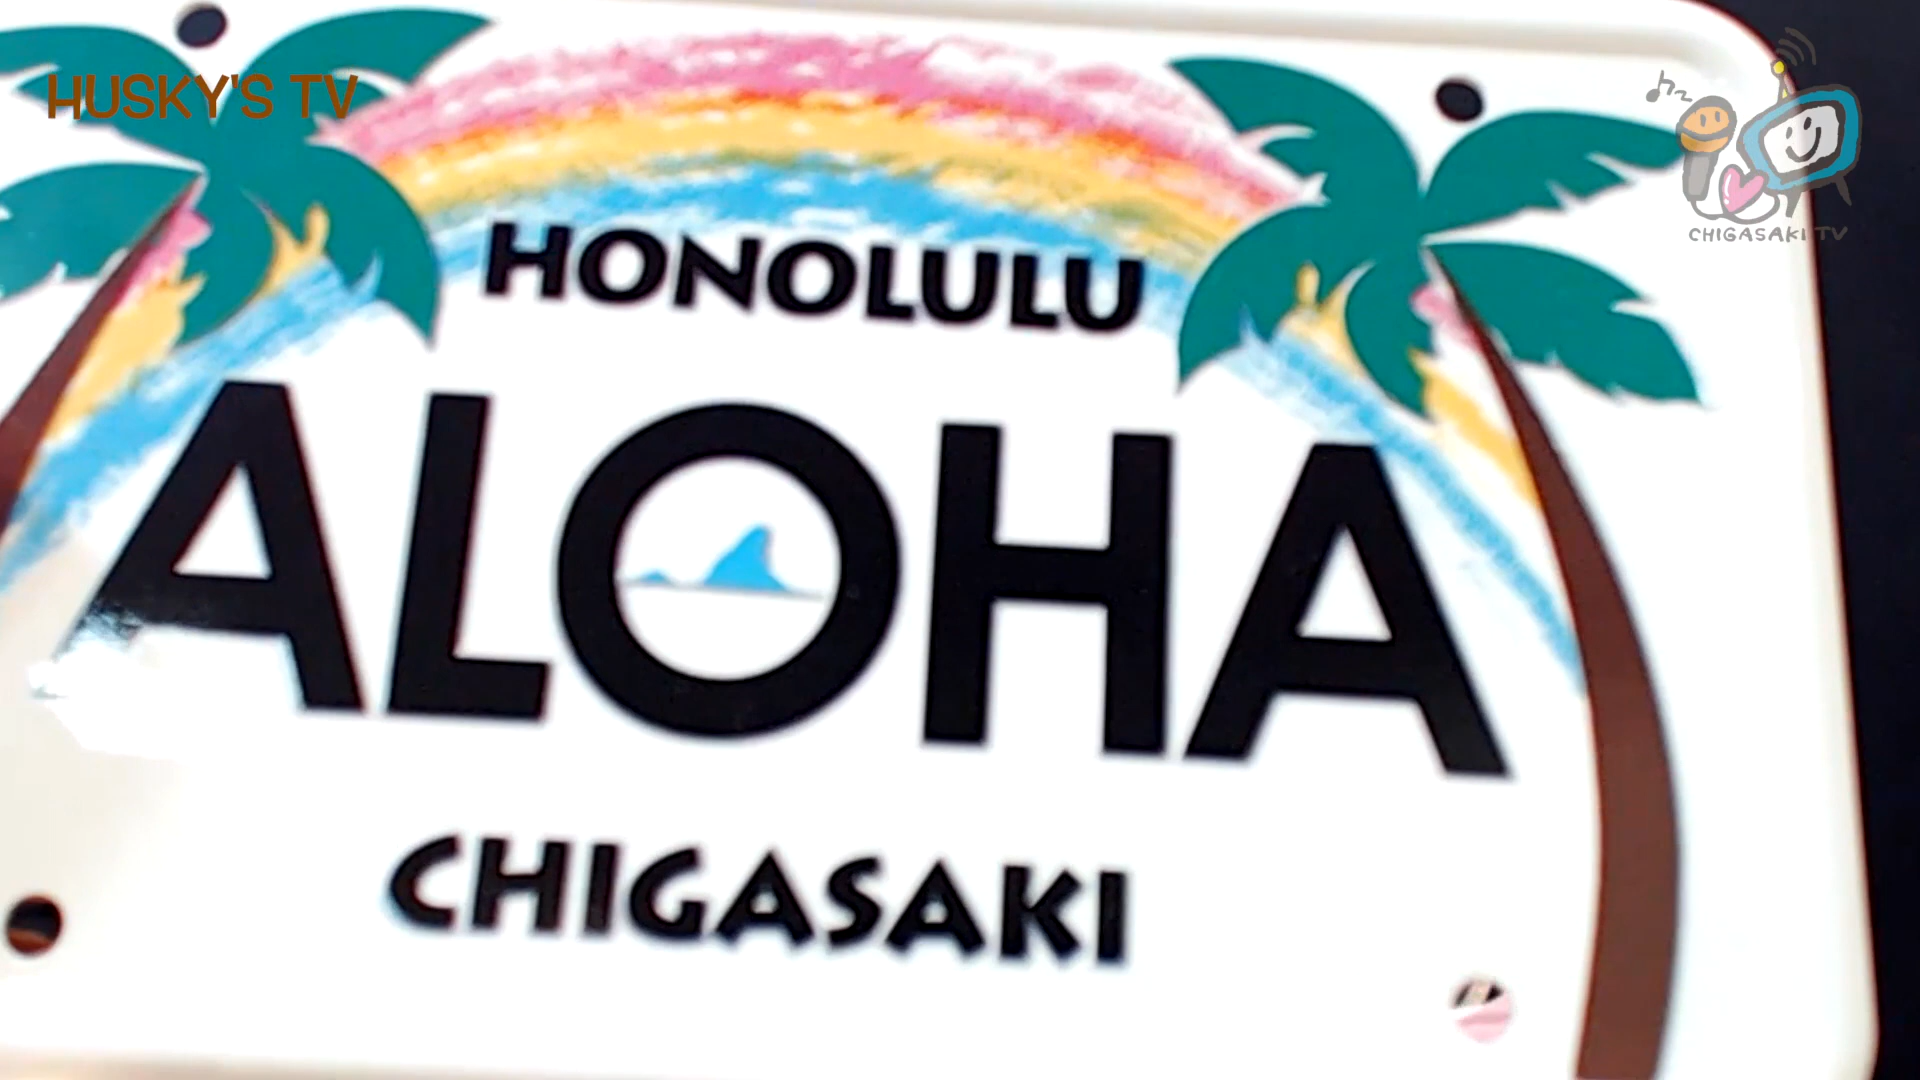 HUSKY'S TV
CHIGASAKI TV
HONOLULU
ALOHA
CHIGASAKI